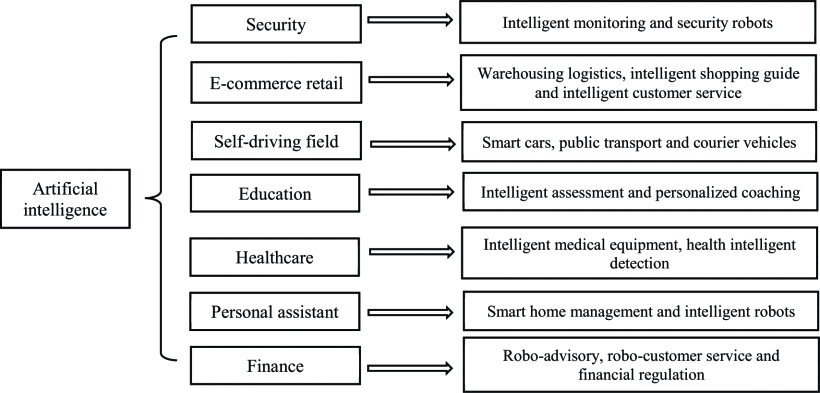 Security
Intelligent monitoring and security robots
E-commerce retail
Warehousing logistics, intelligent shopping guide
and intelligent customer service
Self-driving field
Smart cars, public transport and courier vehicles
Artificial
intelligence
Education
Intelligent assessment and personalized coaching
Healthcare
Intelligent medical equipment, health intelligent
detection
Personal assistant
Smart home management and intelligent robots
Finance
Robo-advisory, robo-customer service and
financial regulation